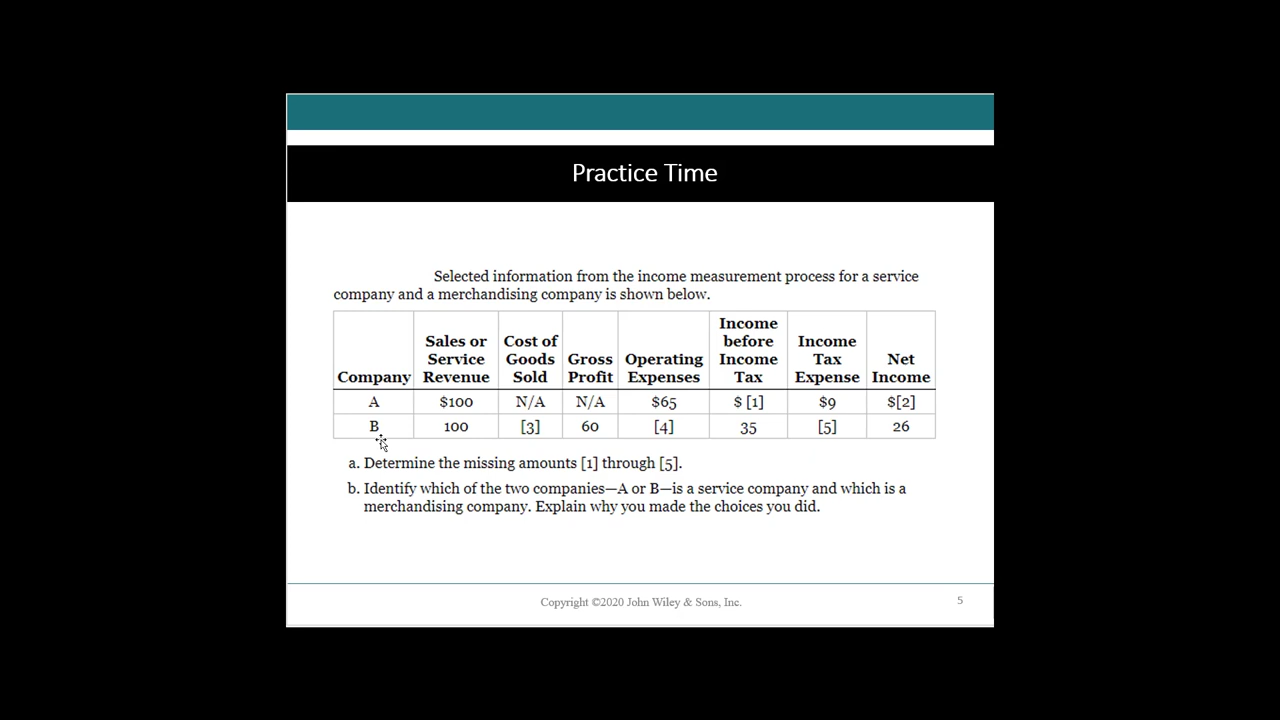 Practice Time
Selected information from the income measurement process for a service
company and a merchandising company is shown below.
Company Sales or Service Revenue Cost of Goods Sold Gross Profit Operating Expenses Income before Income Tax Income Tax Expense Net Income
A $100 N/A N/A $65 $ [1] $9 $[2]
B 100 [3] 60 [4] 35 [5] 26
a. Determine the missing amounts [1] through [5].
b. Identify which of the two companies—A or B—is a service company and which is a
merchandising company. Explain why you made the choices you did.
Copyright ©2020 John Wiley & Sons, Inc.
5